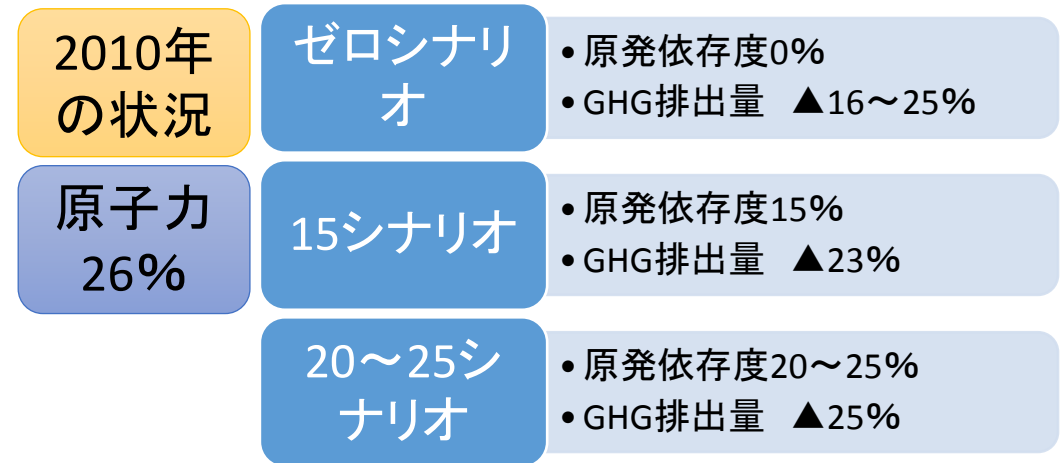 2010年
の状況
原子力
26%
ゼロシナリ
オ
• 原発依存度0%
• GHG排出量　▲16～25%
15シナリオ
• 原発依存度15%
• GHG排出量　▲23%
20～25シ
ナリオ
• 原発依存度20～25%
• GHG排出量　▲25%